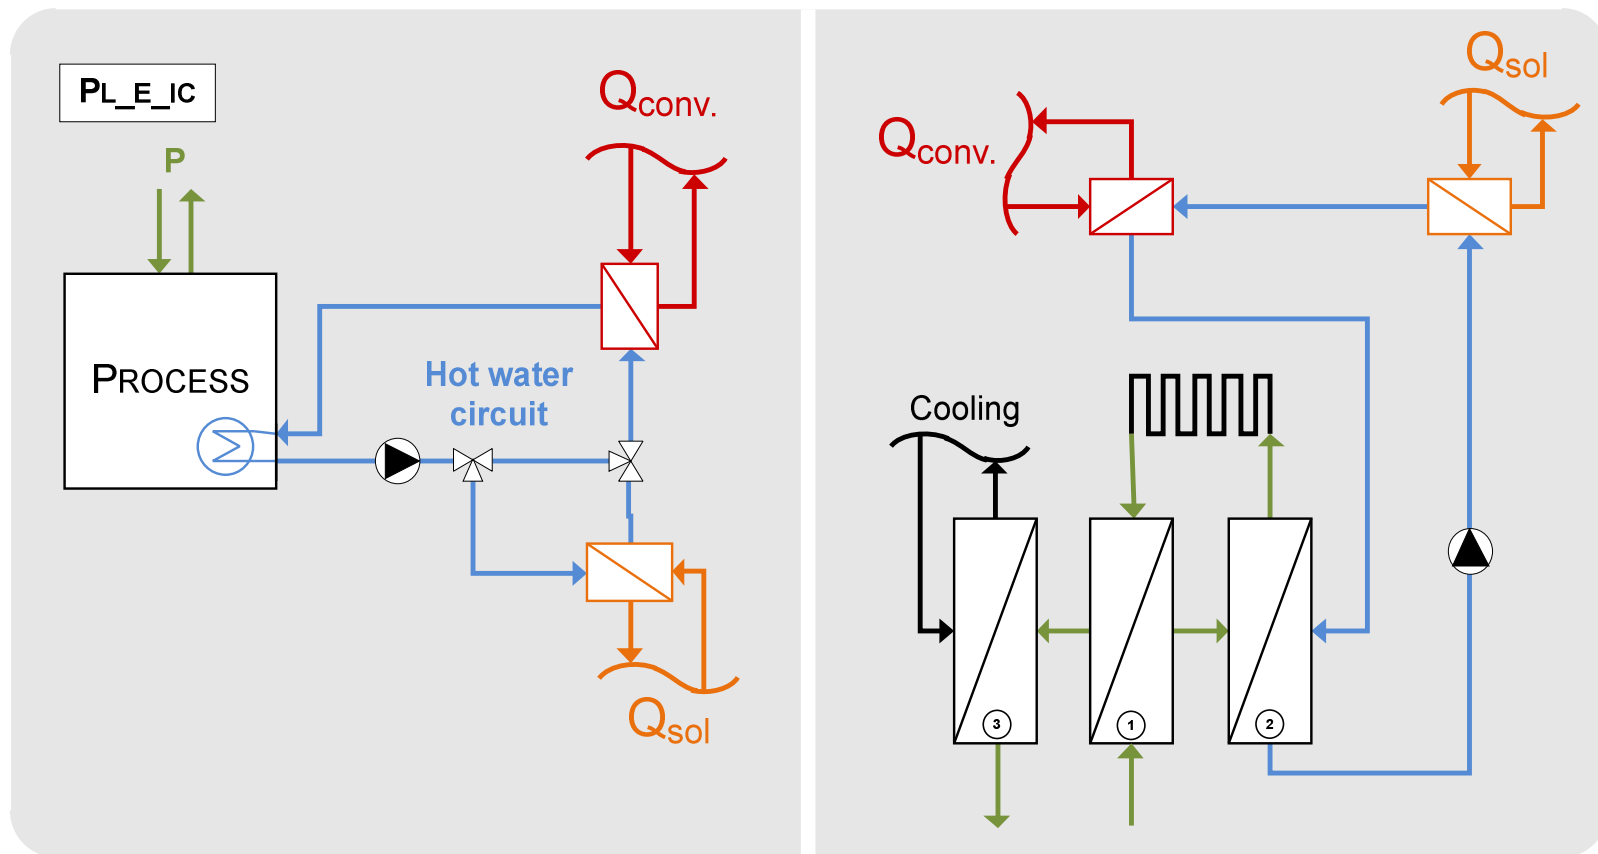 PL_E_IC
P
PROCESS
Hot water
circuit
Qconv.
Qsol
Qconv.
Qsol
Cooling
3
1
2